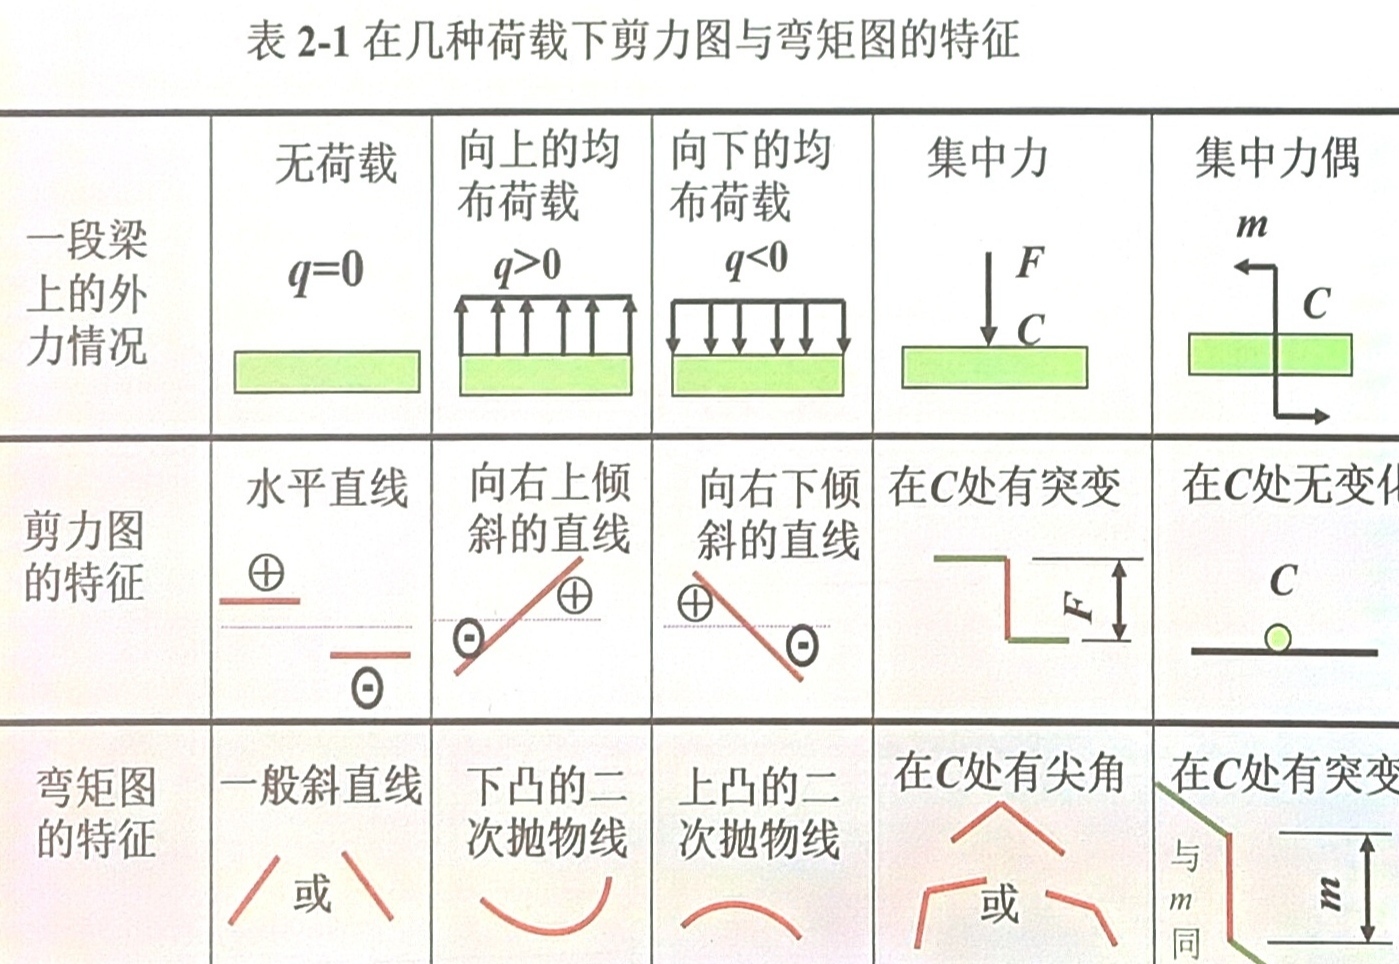 表 2-1 在几种荷载下剪力图与弯矩图的特征
一段梁
上的外
力情况
无荷载
q=0
向上的均
布荷载
q>0
向下的均
布荷载
q<0
集中力
F
C
集中力偶
m
C
剪力图
的特征
水平直线
⊕
⊖
向右上倾
斜的直线
⊕
⊖
向右下倾
斜的直线
⊕
⊖
在C处有突变
F
在C处无变化
C
弯矩图
的特征
一般斜直线
或
下凸的二
次抛物线
上凸的二
次抛物线
在C处有尖角
或
在C处有突变
与
m
同
m